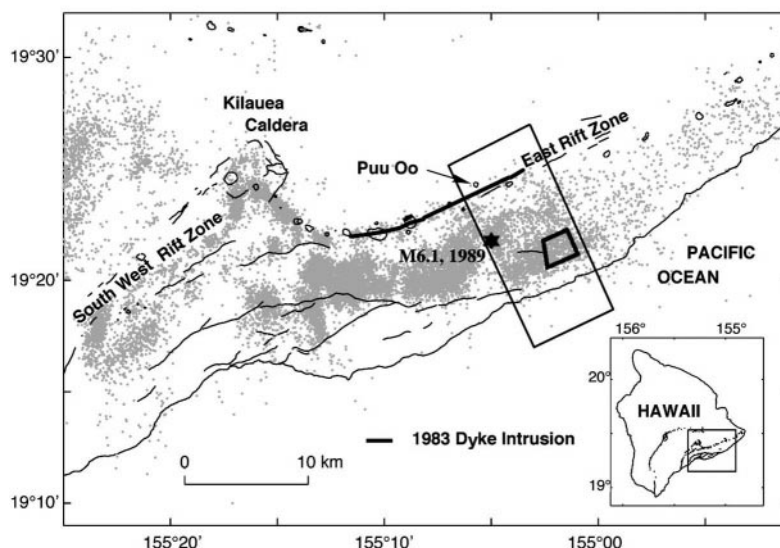 19°30'
Kilauea
Caldera
Puu Oo
East Rift Zone
South West Rift Zone
19°20'
M6.1, 1989
PACIFIC
OCEAN
156°
155°
20°
HAWAII
19°
1983 Dyke Intrusion
0
10 km
19°10'
155°20'
155°10'
155°00'